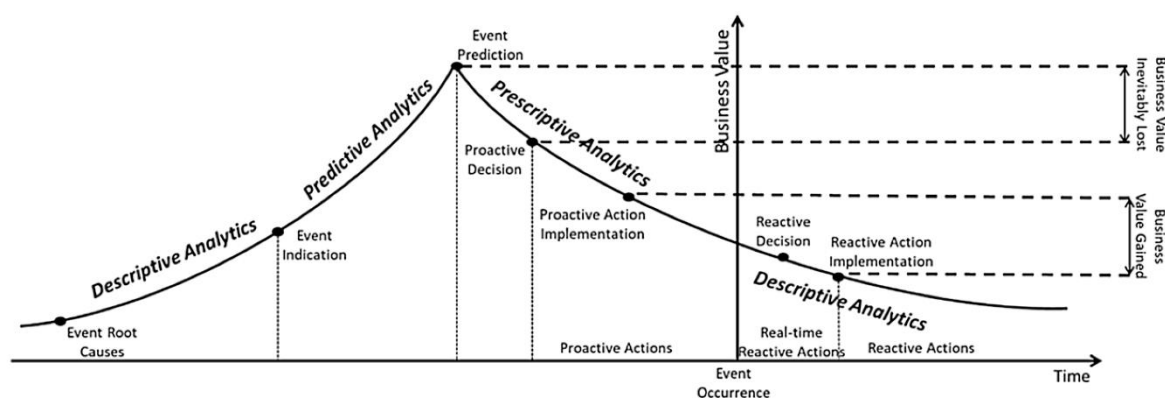 Event
Prediction
Business Value
Business Value
Inevitably Lost
Predictive Analytics
Prescriptive Analytics
Proactive
Decision
Descriptive Analytics
Event
Indication
Proactive Action
Implementation
Reactive
Decision
Reactive Action
Implementation
Business
Value Gained
Descriptive Analytics
Event Root
Causes
Proactive Actions
Real-time
Reactive Actions
Reactive Actions
Event
Occurrence
Time